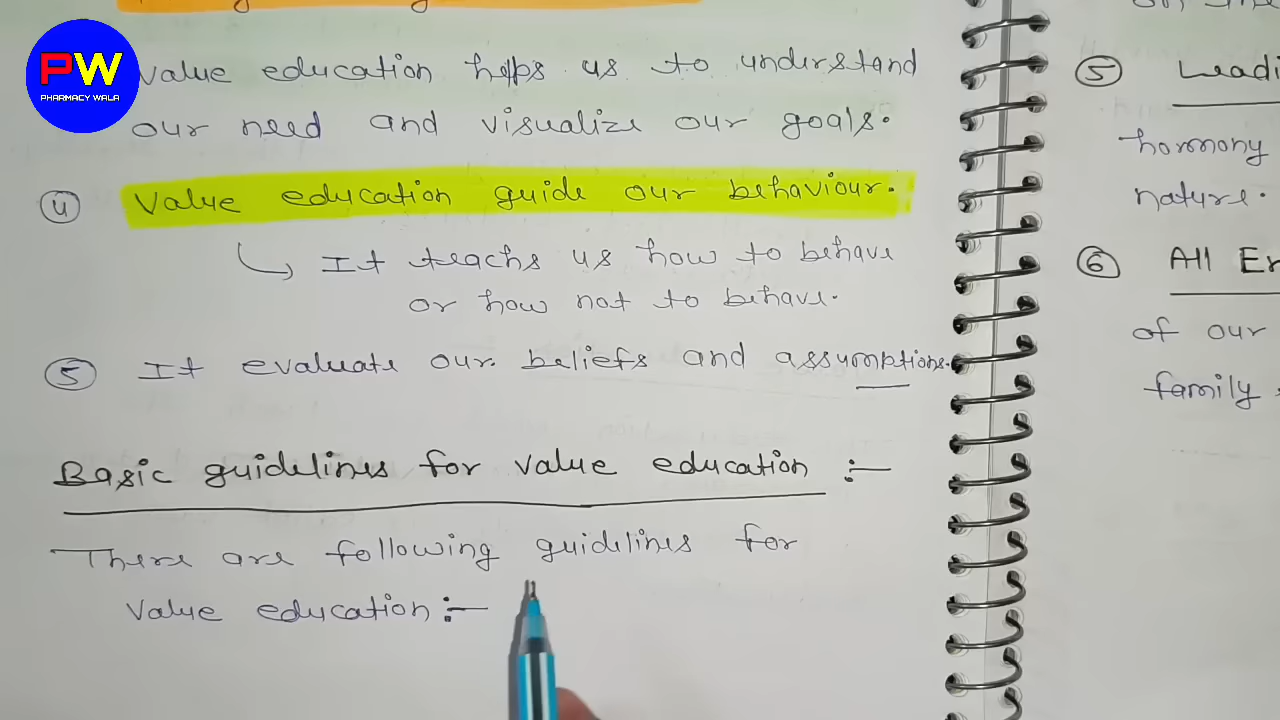 PW
PHARMACY WALA
value education helps us to understand
our need and visualize our goals.
4 Value education guide our behaviour.
It teachs us how to behave
or how not to behave.
5 It evaluate our beliefs and assumptions.
Basic guidelines for value education :-
There are following guidelines for
value education :-
5 Leadi
hormony
nature.
6 All Er
of our
family